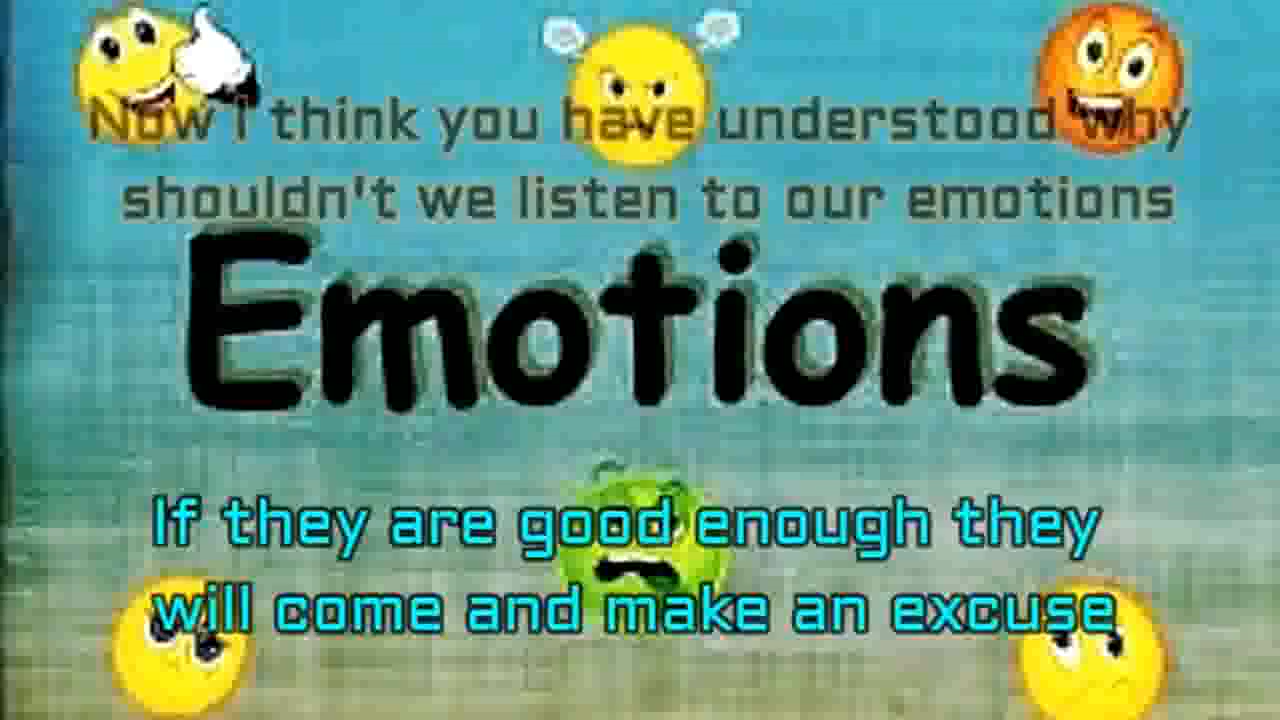 Now I think you have understood why
shouldn't we listen to our emotions
Emotions
If they are good enough they
will come and make an excuse